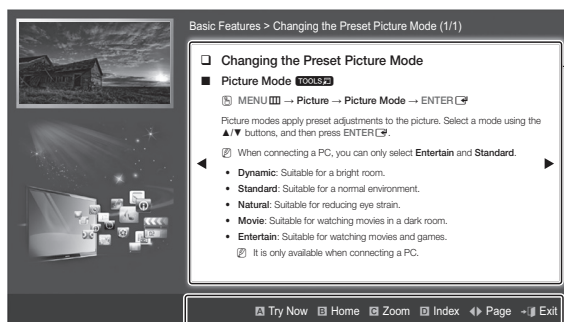 Basic Features > Changing the Preset Picture Mode (1/1)
❑ Changing the Preset Picture Mode
■ Picture Mode TOOLS
MENU → Picture → Picture Mode → ENTER
Picture modes apply preset adjustments to the picture. Select a mode using the
▲/▼ buttons, and then press ENTER.
When connecting a PC, you can only select Entertain and Standard.
• Dynamic: Suitable for a bright room.
• Standard: Suitable for a normal environment.
• Natural: Suitable for reducing eye strain.
• Movie: Suitable for watching movies in a dark room.
• Entertain: Suitable for watching movies and games.
It is only available when connecting a PC.
◀ ▶
A Try Now B Home C Zoom D Index ◀▶ Page Exit